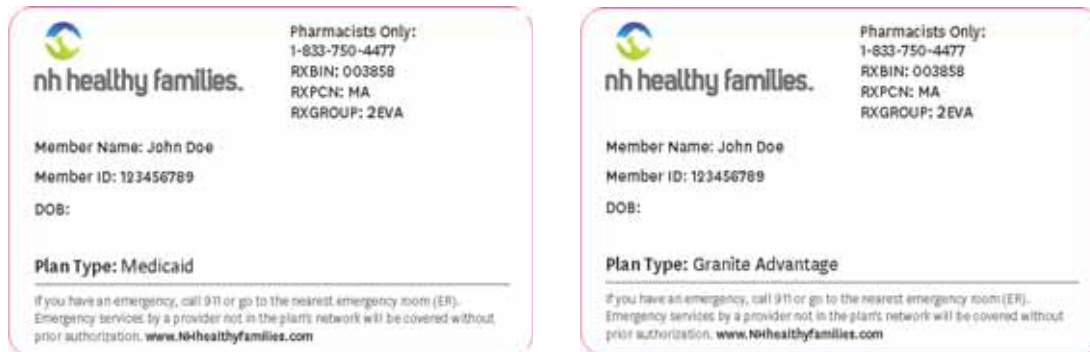 nh healthy families.
Pharmacists Only:
1-833-750-4477
RXBIN: 003858
RXPCN: MA
RXGROUP: 2EVA
Member Name: John Doe
Member ID: 123456789
DOB:
Plan Type: Medicaid
If you have an emergency, call 911 or go to the nearest emergency room (ER).
Emergency services by a provider not in the plan's network will be covered without
prior authorization. www.NHhealthyfamilies.com
nh healthy families.
Pharmacists Only:
1-833-750-4477
RXBIN: 003858
RXPCN: MA
RXGROUP: 2EVA
Member Name: John Doe
Member ID: 123456789
DOB:
Plan Type: Granite Advantage
If you have an emergency, call 911 or go to the nearest emergency room (ER).
Emergency services by a provider not in the plan's network will be covered without
prior authorization. www.NHhealthyfamilies.com